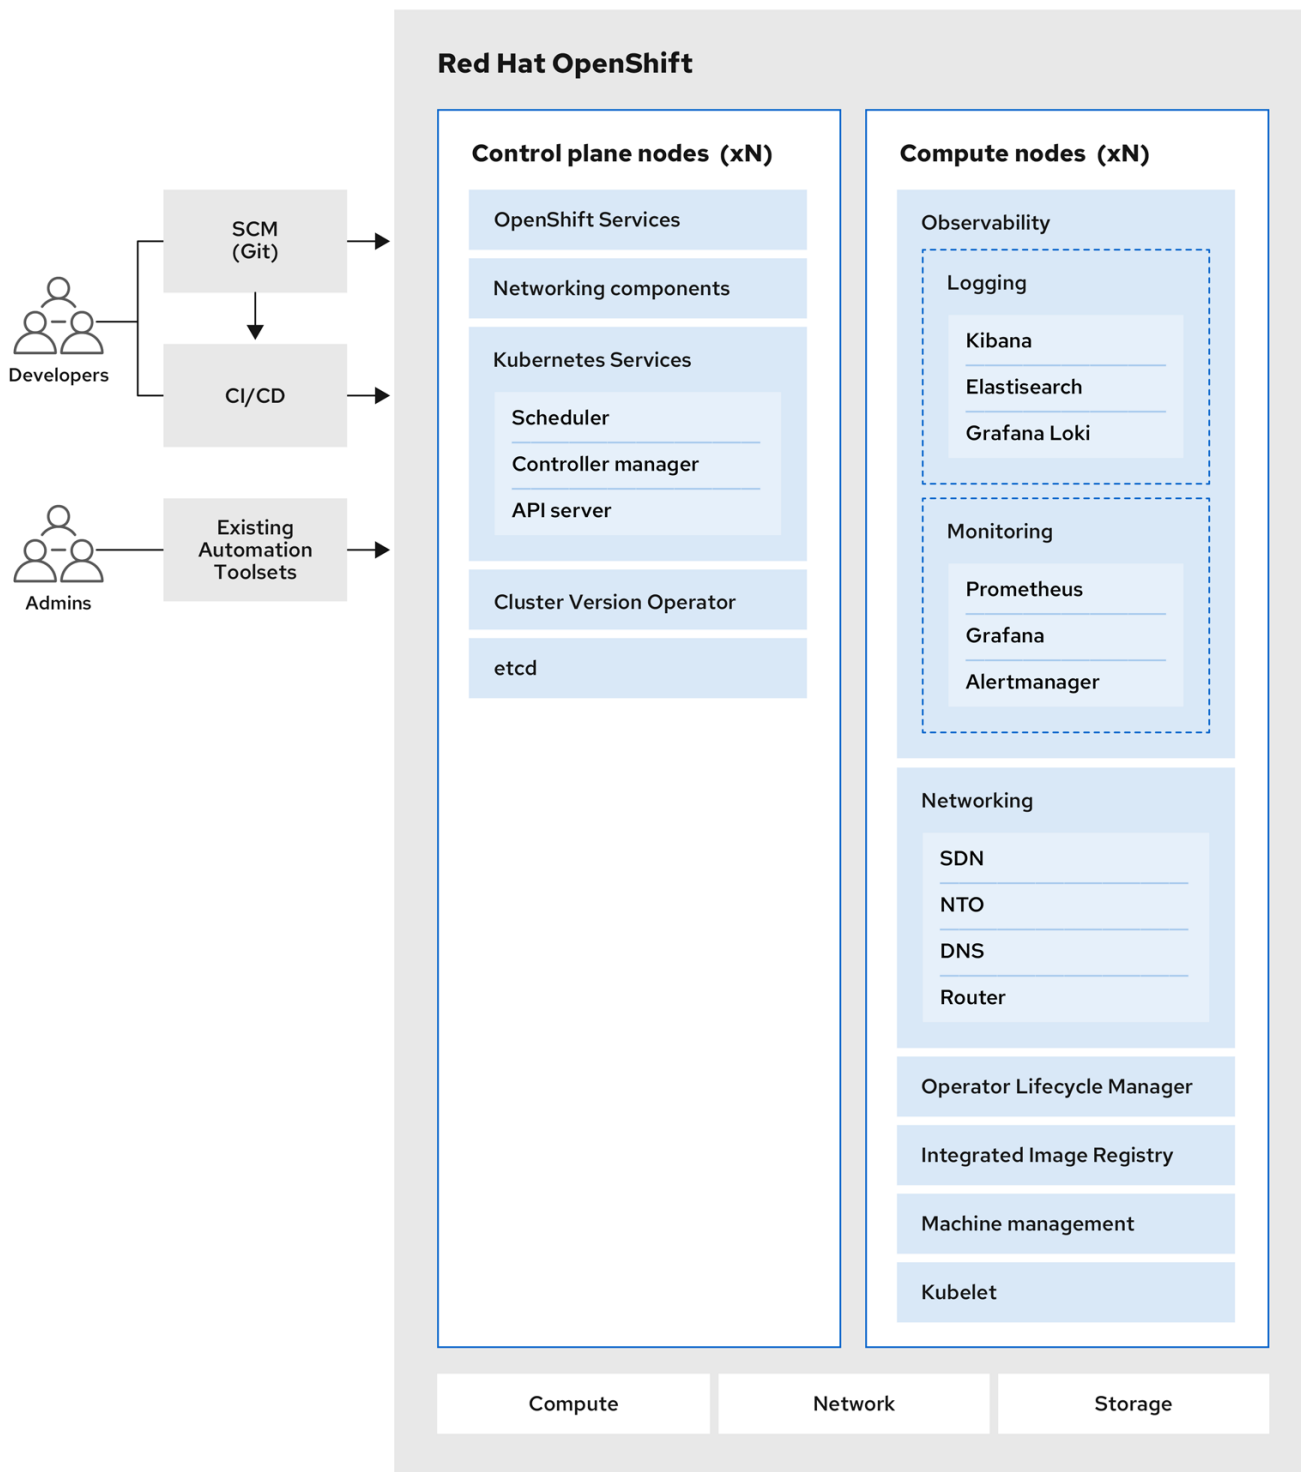 Red Hat OpenShift
SCM
(Git)
CI/CD
Developers
Existing
Automation
Toolsets
Admins
Control plane nodes (xN)
OpenShift Services
Networking components
Kubernetes Services
Scheduler
Controller manager
API server
Cluster Version Operator
etcd
Compute nodes (xN)
Observability
Logging
Kibana
Elastisearch
Grafana Loki
Monitoring
Prometheus
Grafana
Alertmanager
Networking
SDN
NTO
DNS
Router
Operator Lifecycle Manager
Integrated Image Registry
Machine management
Kubelet
Compute
Network
Storage